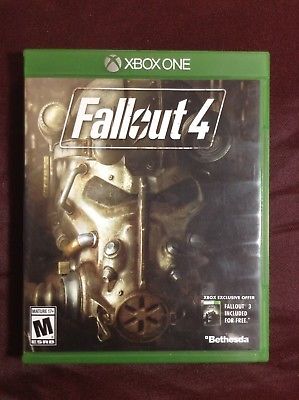 XBOX ONE
Fallout 4
XBOX EXCLUSIVE OFFER
FALLOUT 3
INCLUDED
FOR FREE.*
MATURE 17+
M
ESRB
Bethesda